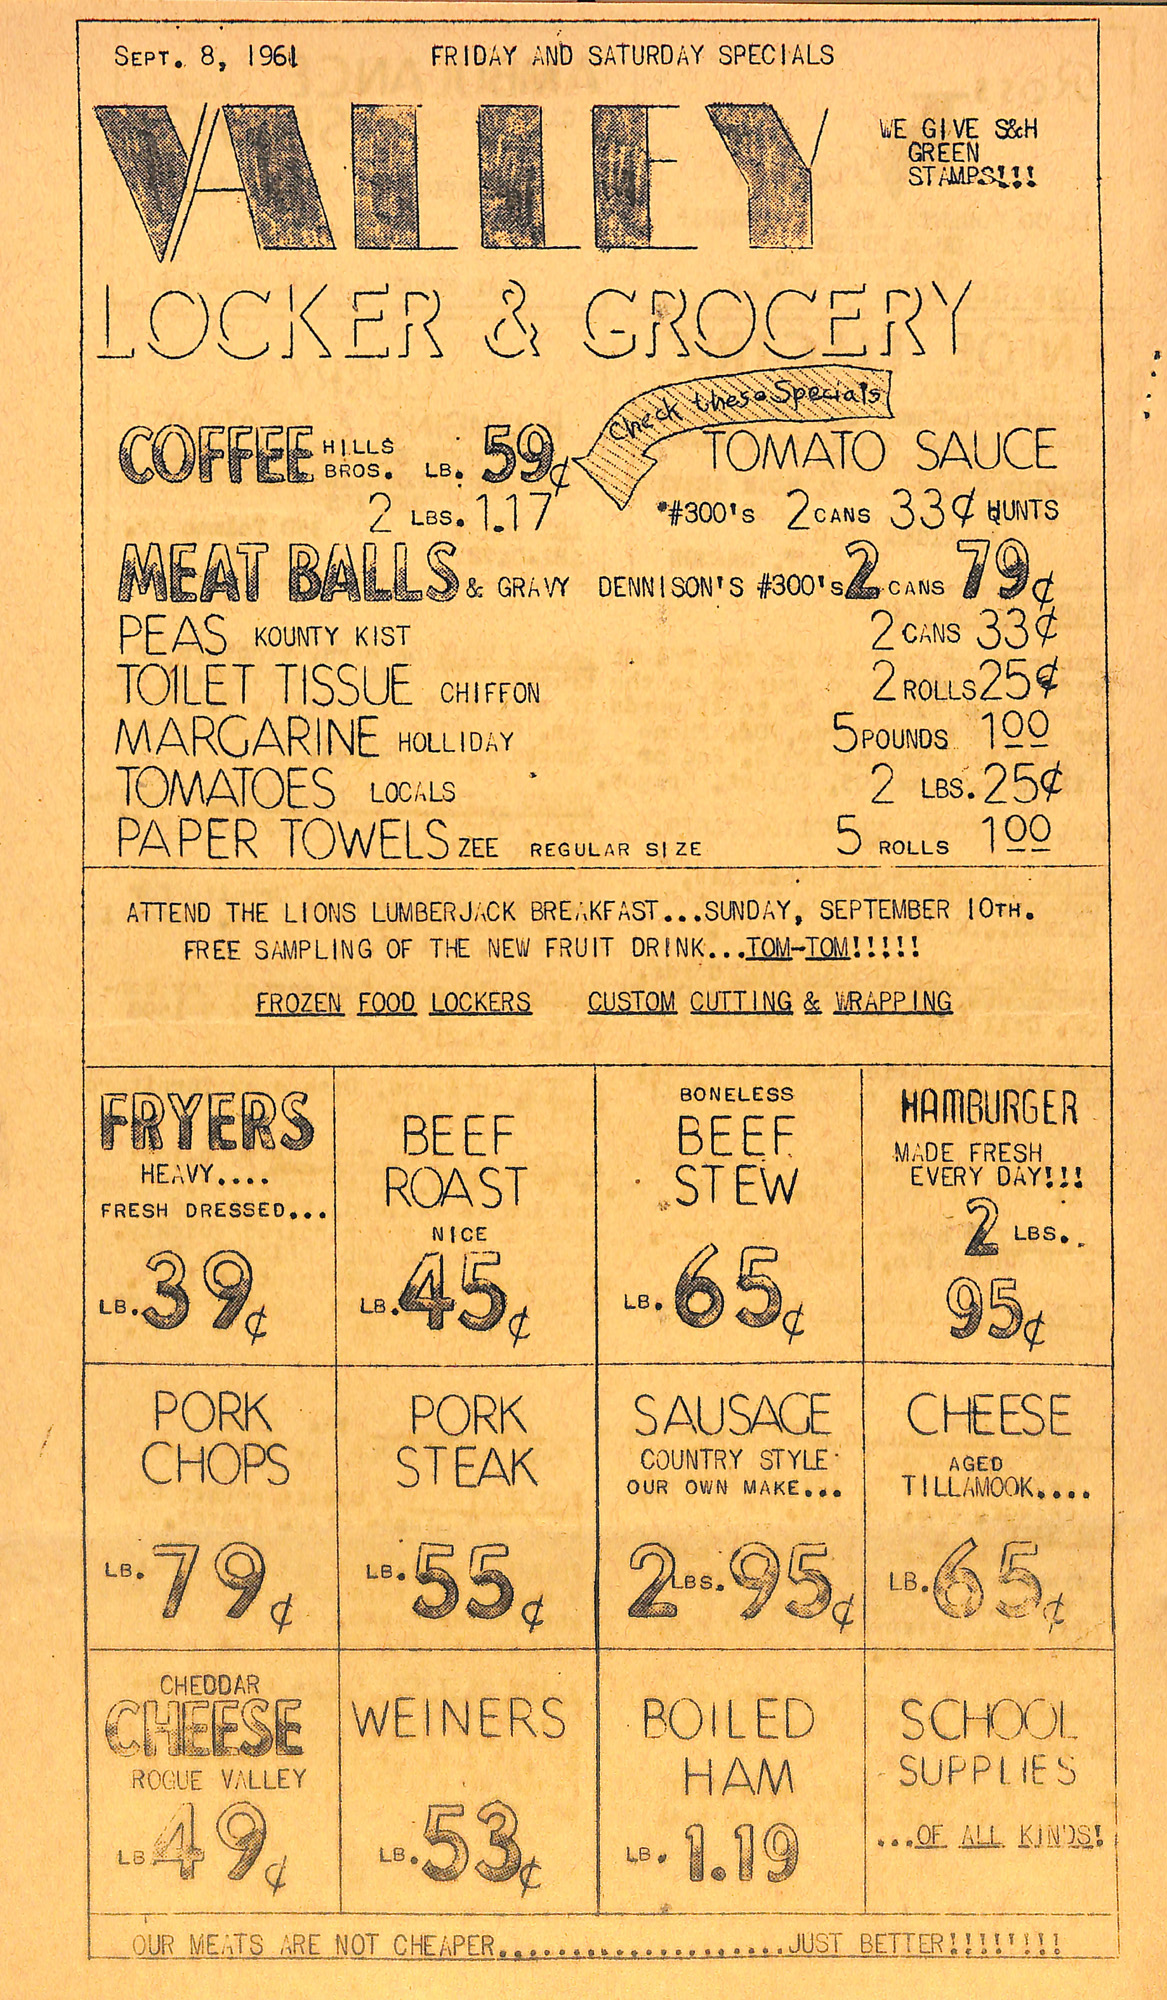 SEPT. 8, 1961 FRIDAY AND SATURDAY SPECIALS
VALLEY
WE GIVE S&H
GREEN
STAMPS!!!
LOCKER & GROCERY
Check these Specials
COFFEE HILLS BROS. LB. 59¢
2 LBS. 1.17
TOMATO SAUCE
#300's 2 CANS 33¢ HUNTS
MEAT BALLS & GRAVY DENNISON'S #300's 2 CANS 79¢
PEAS KOUNTY KIST 2 CANS 33¢
TOILET TISSUE CHIFFON 2 ROLLS 25¢
MARGARINE HOLLIDAY 5 POUNDS 100
TOMATOES LOCALS 2 LBS. 25¢
PAPER TOWELS ZEE REGULAR SIZE 5 ROLLS 100
ATTEND THE LIONS LUMBERJACK BREAKFAST...SUNDAY, SEPTEMBER 10TH.
FREE SAMPLING OF THE NEW FRUIT DRINK...TOM-TOM!!!!!
FROZEN FOOD LOCKERS CUSTOM CUTTING & WRAPPING
FRYERS
HEAVY....
FRESH DRESSED...
LB. 39¢
BEEF
ROAST
NICE
LB. 45¢
BONELESS
BEEF
STEW
LB. 65¢
HAMBURGER
MADE FRESH
EVERY DAY!!!
2 LBS..
95¢
PORK
CHOPS
LB. 79¢
PORK
STEAK
LB. 55¢
SAUSAGE
COUNTRY STYLE
OUR OWN MAKE...
2 LBS. 95¢
CHEESE
AGED
TILLAMOOK....
LB. 65¢
CHEDDAR
CHEESE
ROGUE VALLEY
LB. 49¢
WEINERS
LB. 53¢
BOILED
HAM
LB. 1.19
SCHOOL
SUPPLIES
...OF ALL KINDS!
OUR MEATS ARE NOT CHEAPER.....................JUST BETTER!!!!!!!!